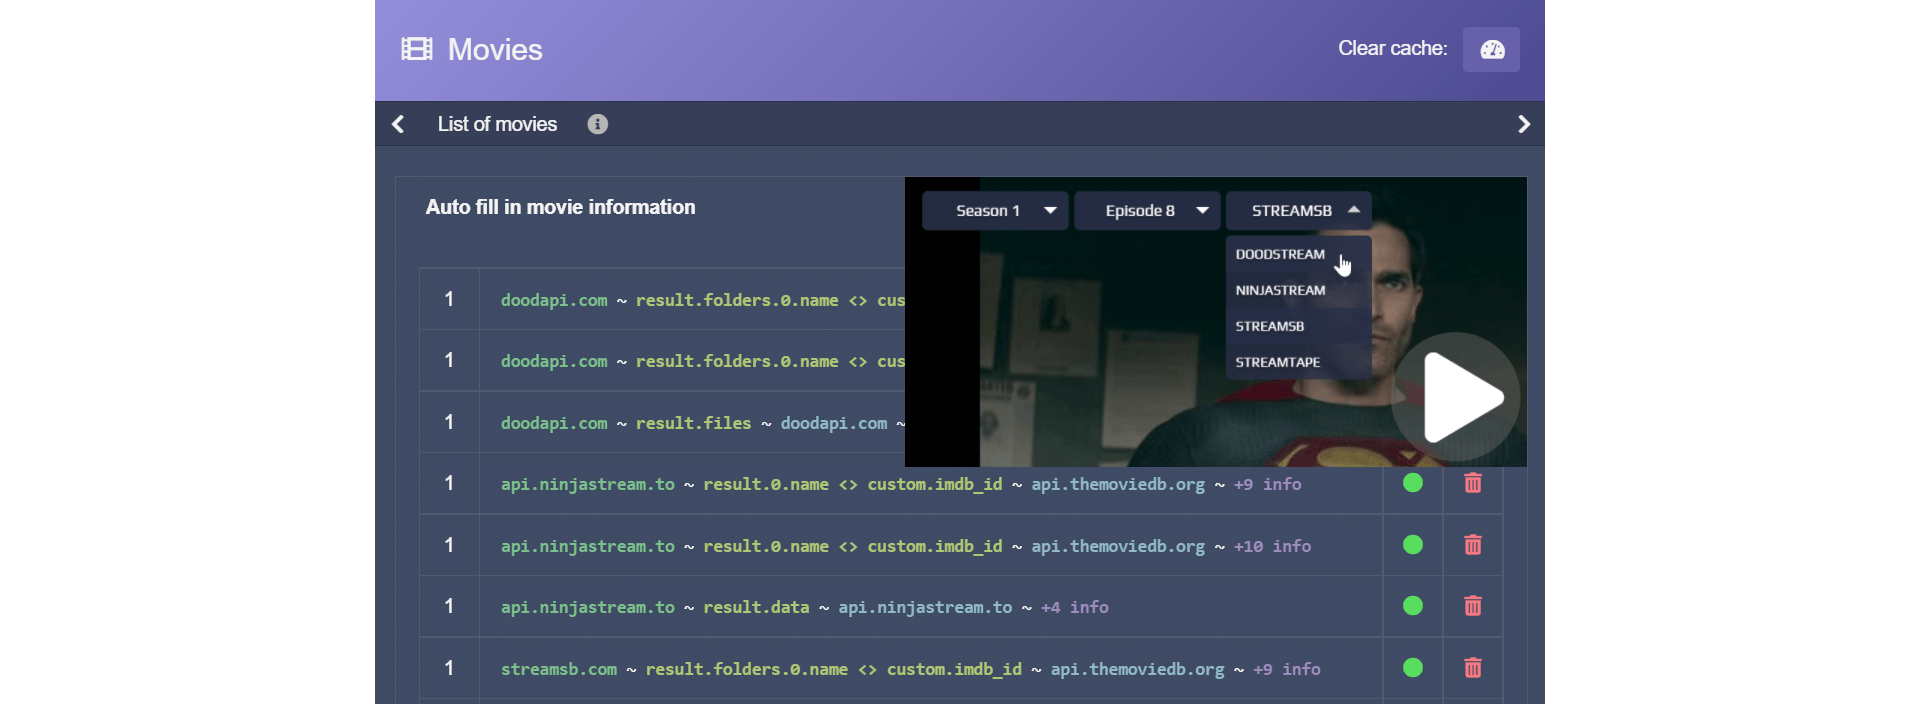 Movies
Clear cache:
List of movies
Auto fill in movie information
Season 1
Episode 8
STREAMSB
DOODSTREAM
NINJASTREAM
STREAMSB
STREAMTAPE
1 doodapi.com ~ result.folders.0.name <> cus
1 doodapi.com ~ result.folders.0.name <> cus
1 doodapi.com ~ result.files ~ doodapi.com ~
1 api.ninjastream.to ~ result.0.name <> custom.imdb_id ~ api.themoviedb.org ~ +9 info
1 api.ninjastream.to ~ result.0.name <> custom.imdb_id ~ api.themoviedb.org ~ +10 info
1 api.ninjastream.to ~ result.data ~ api.ninjastream.to ~ +4 info
1 streamsb.com ~ result.folders.0.name <> custom.imdb_id ~ api.themoviedb.org ~ +9 info